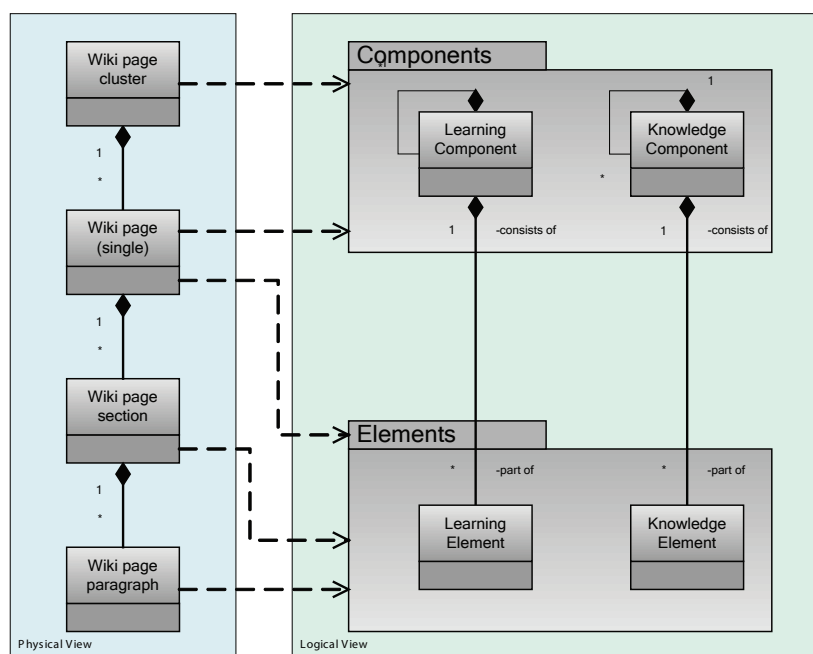 Wiki page
cluster
1
*
Wiki page
(single)
1
*
Wiki page
section
1
*
Wiki page
paragraph
Physical View
Components
*
1
Learning
Component
Knowledge
Component
*
1
-consists of
1
-consists of
Elements
*
-part of
*
-part of
Learning
Element
Knowledge
Element
Logical View